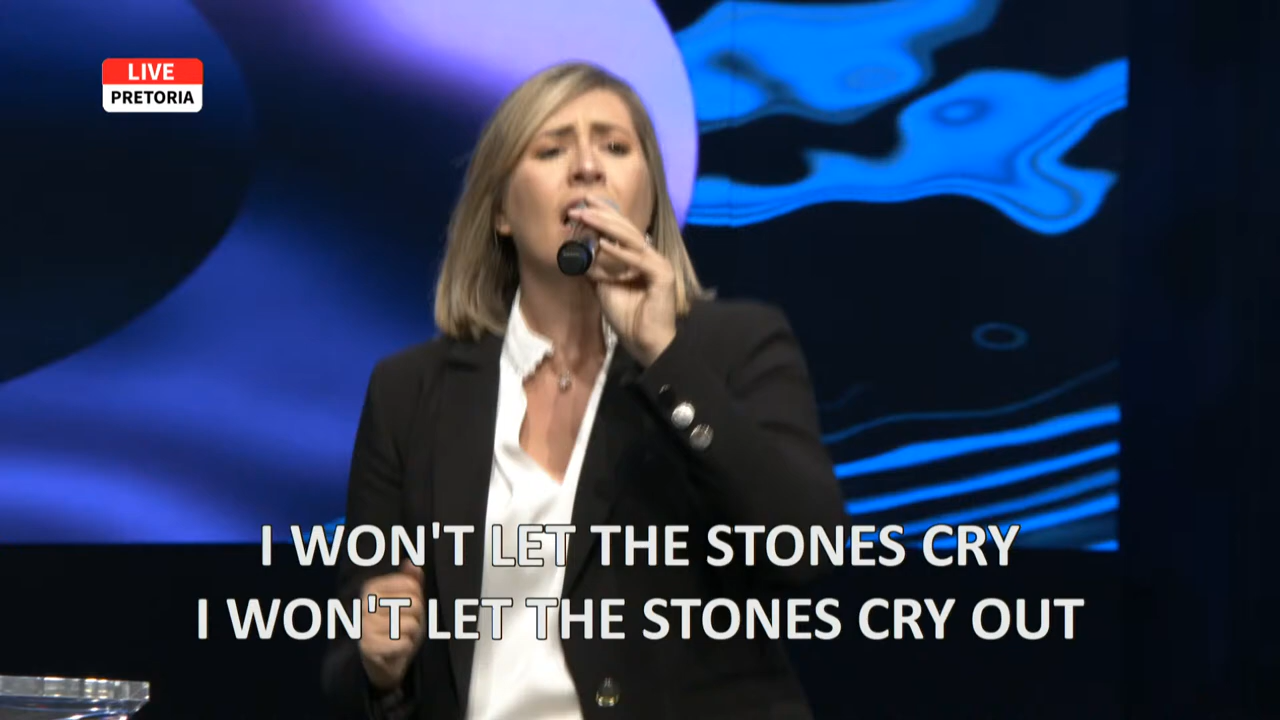 LIVE
PRETORIA
I WON'T LET THE STONES CRY
I WON'T LET THE STONES CRY OUT